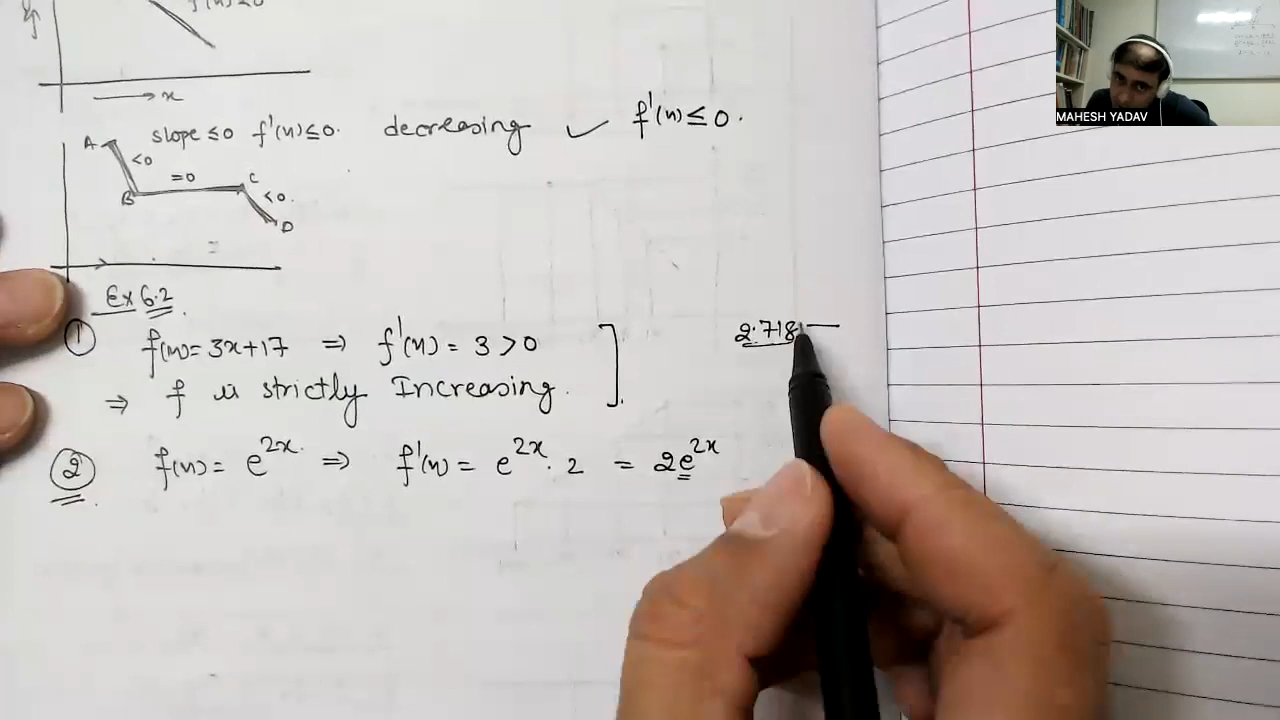 y
x
slope ≤ 0 f'(x) ≤ 0. decreasing ✓ f'(x) ≤ 0.
A <0
=0 C
B <0.
D
=
Ex 6.2
① f(x) = 3x+17 ⇒ f'(x) = 3 > 0
2.718
⇒ f is strictly Increasing.
② f(x) = e^2x. ⇒ f'(x) = e^2x . 2 = 2e^2x
MAHESH YADAV